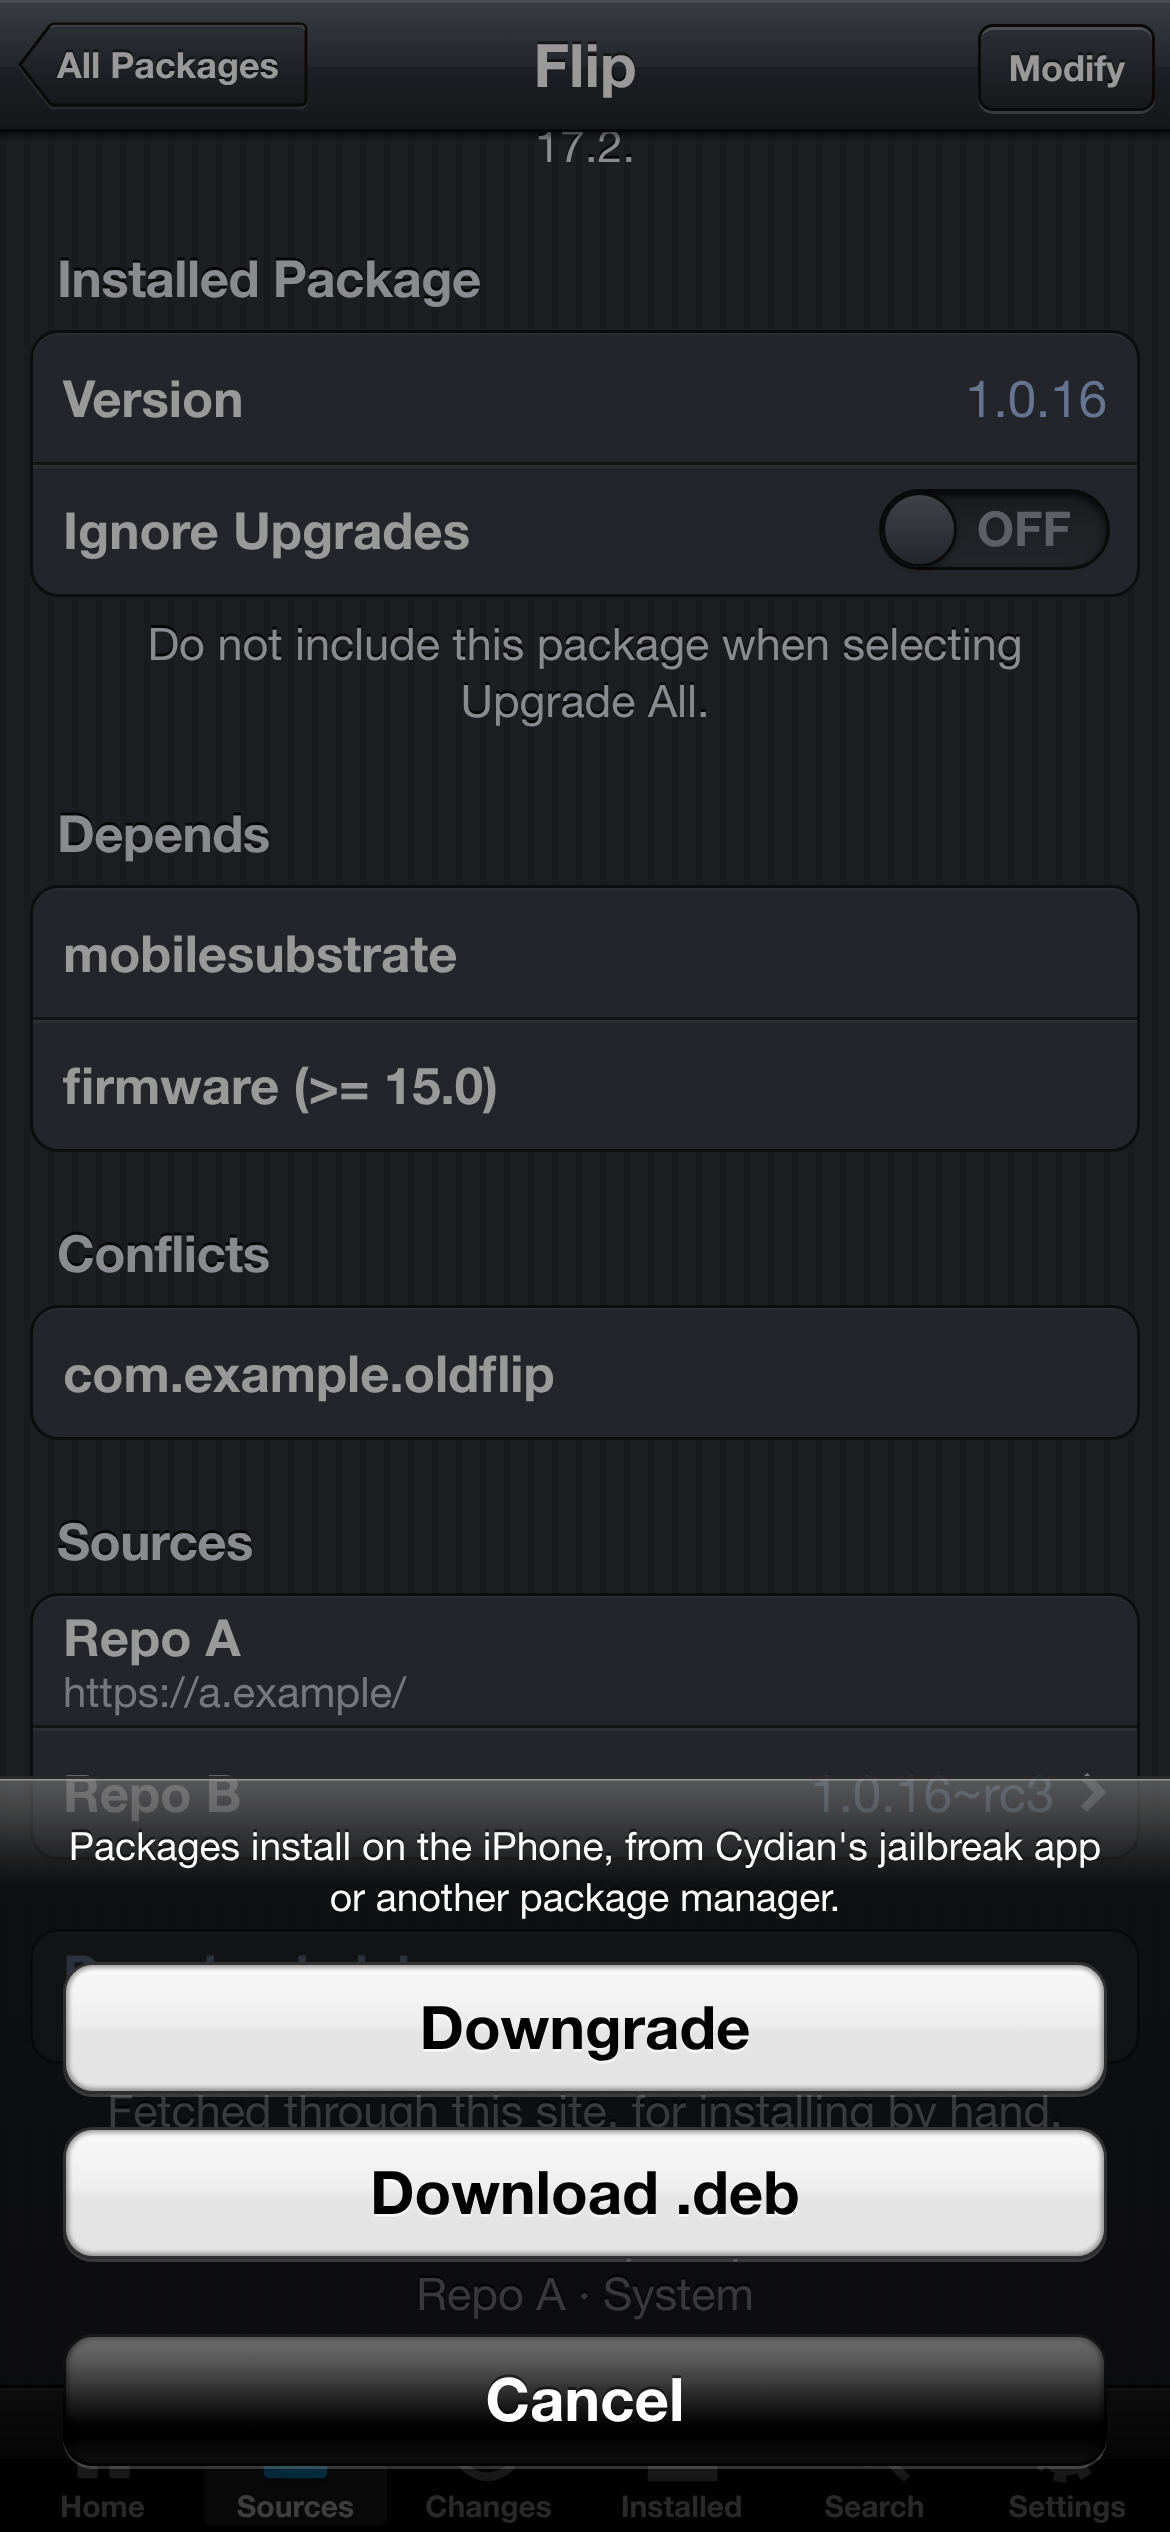 All Packages
Flip
Modify
17.2.
Installed Package
Version
1.0.16
Ignore Upgrades
OFF
Do not include this package when selecting
Upgrade All.
Depends
mobilesubstrate
firmware (>= 15.0)
Conflicts
com.example.oldflip
Sources
Repo A
https://a.example/
Repo B
1.0.16~rc3
Packages install on the iPhone, from Cydian's jailbreak app
or another package manager.
Downgrade
Fetched through this site, for installing by hand.
Download .deb
Repo A · System
Cancel
Home
Sources
Changes
Installed
Search
Settings